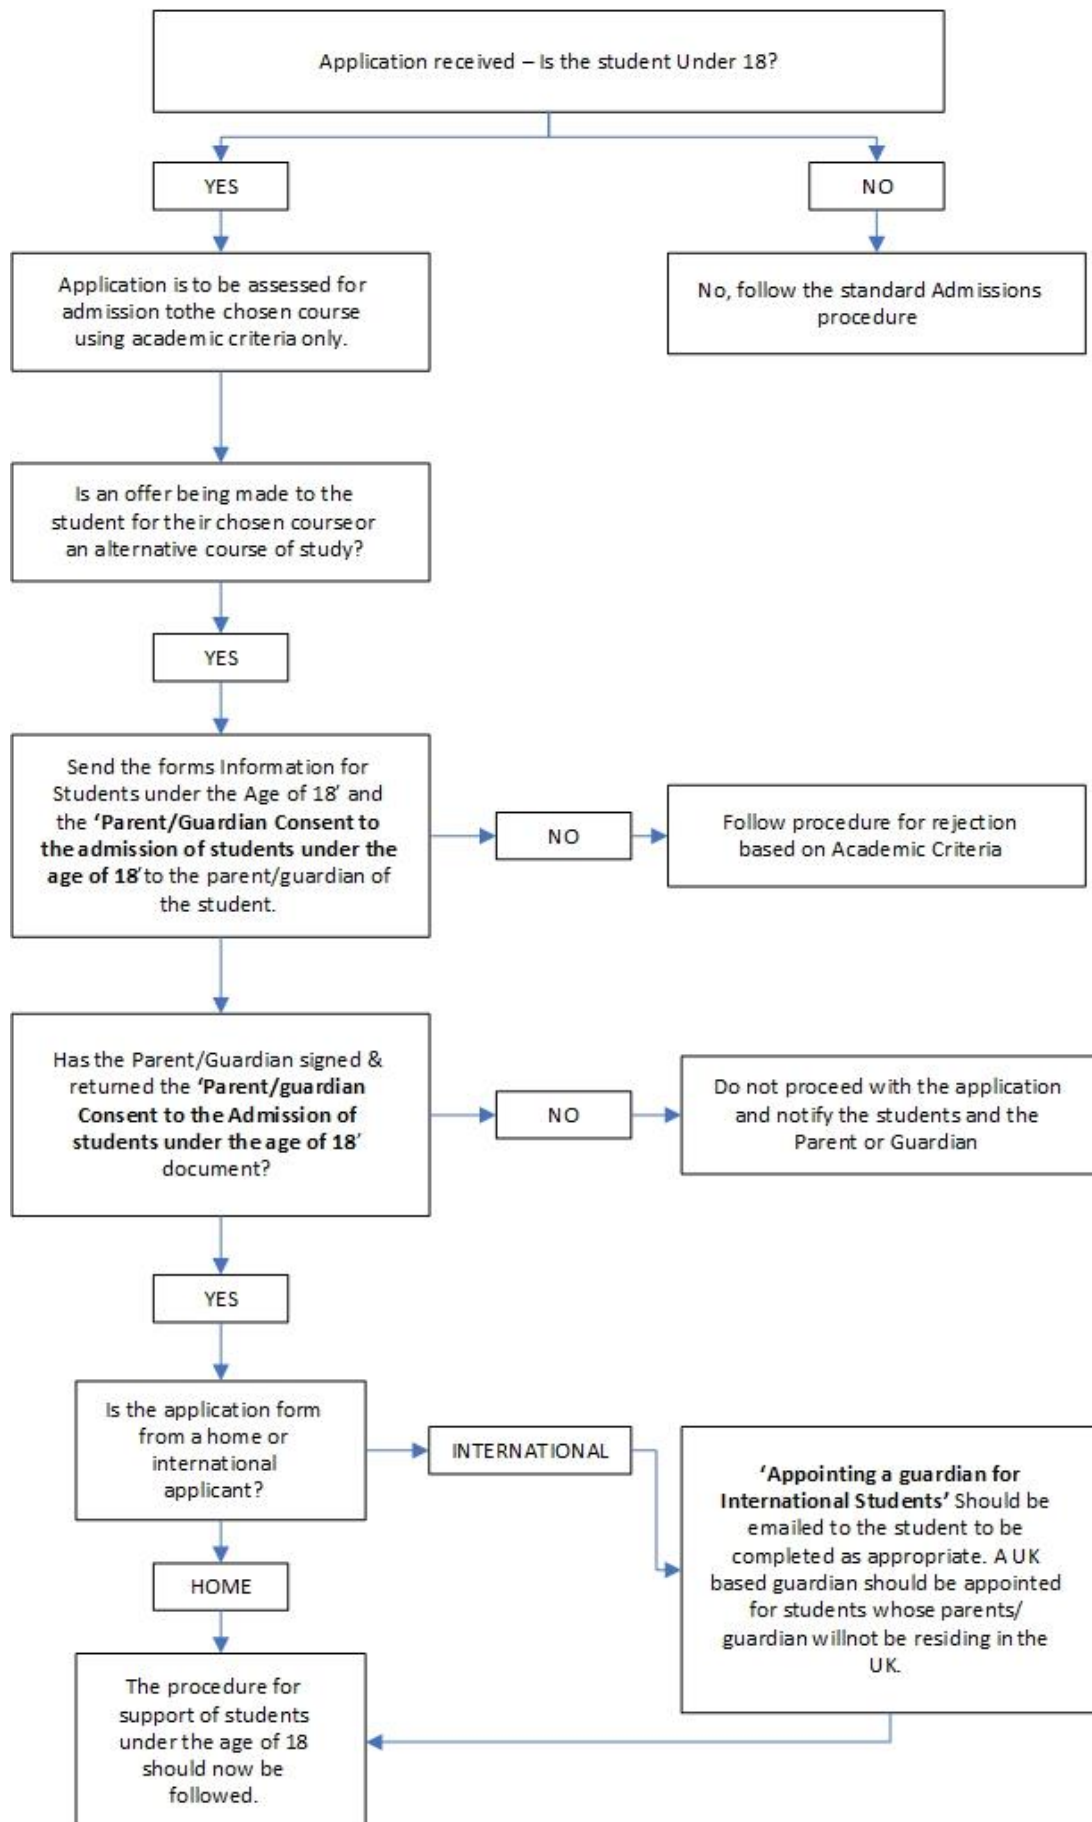 Application received – Is the student Under 18?
YES
NO
Application is to be assessed for
admission tothe chosen course
using academic criteria only.
No, follow the standard Admissions
procedure
Is an offer being made to the
student for their chosen courseor
an alternative course of study?
YES
Send the forms Information for
Students under the Age of 18’ and
the ‘Parent/Guardian Consent to
the admission of students under the
age of 18’to the parent/guardian of
the student.
NO
Follow procedure for rejection
based on Academic Criteria
Has the Parent/Guardian signed &
returned the ‘Parent/guardian
Consent to the Admission of
students under the age of 18’
document?
NO
Do not proceed with the application
and notify the students and the
Parent or Guardian
YES
Is the application form
from a home or
international
applicant?
INTERNATIONAL
‘Appointing a guardian for
International Students’ Should be
emailed to the student to be
completed as appropriate. A UK
based guardian should be appointed
for students whose parents/
guardian willnot be residing in the
UK.
HOME
The procedure for
support of students
under the age of 18
should now be
followed.